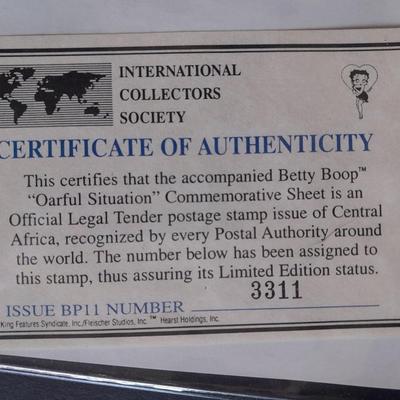 INTERNATIONAL
COLLECTORS
SOCIETY
CERTIFICATE OF AUTHENTICITY
This certifies that the accompanied Betty Boop™
"Oarful Situation" Commemorative Sheet is an
Official Legal Tender postage stamp issue of Central
Africa, recognized by every Postal Authority around
the world. The number below has been assigned to
this stamp, thus assuring its Limited Edition status.
ISSUE BP11 NUMBER 3311
King Features Syndicate, Inc./Fleischer Studios, Inc. ™ Hearst Holdings, Inc.